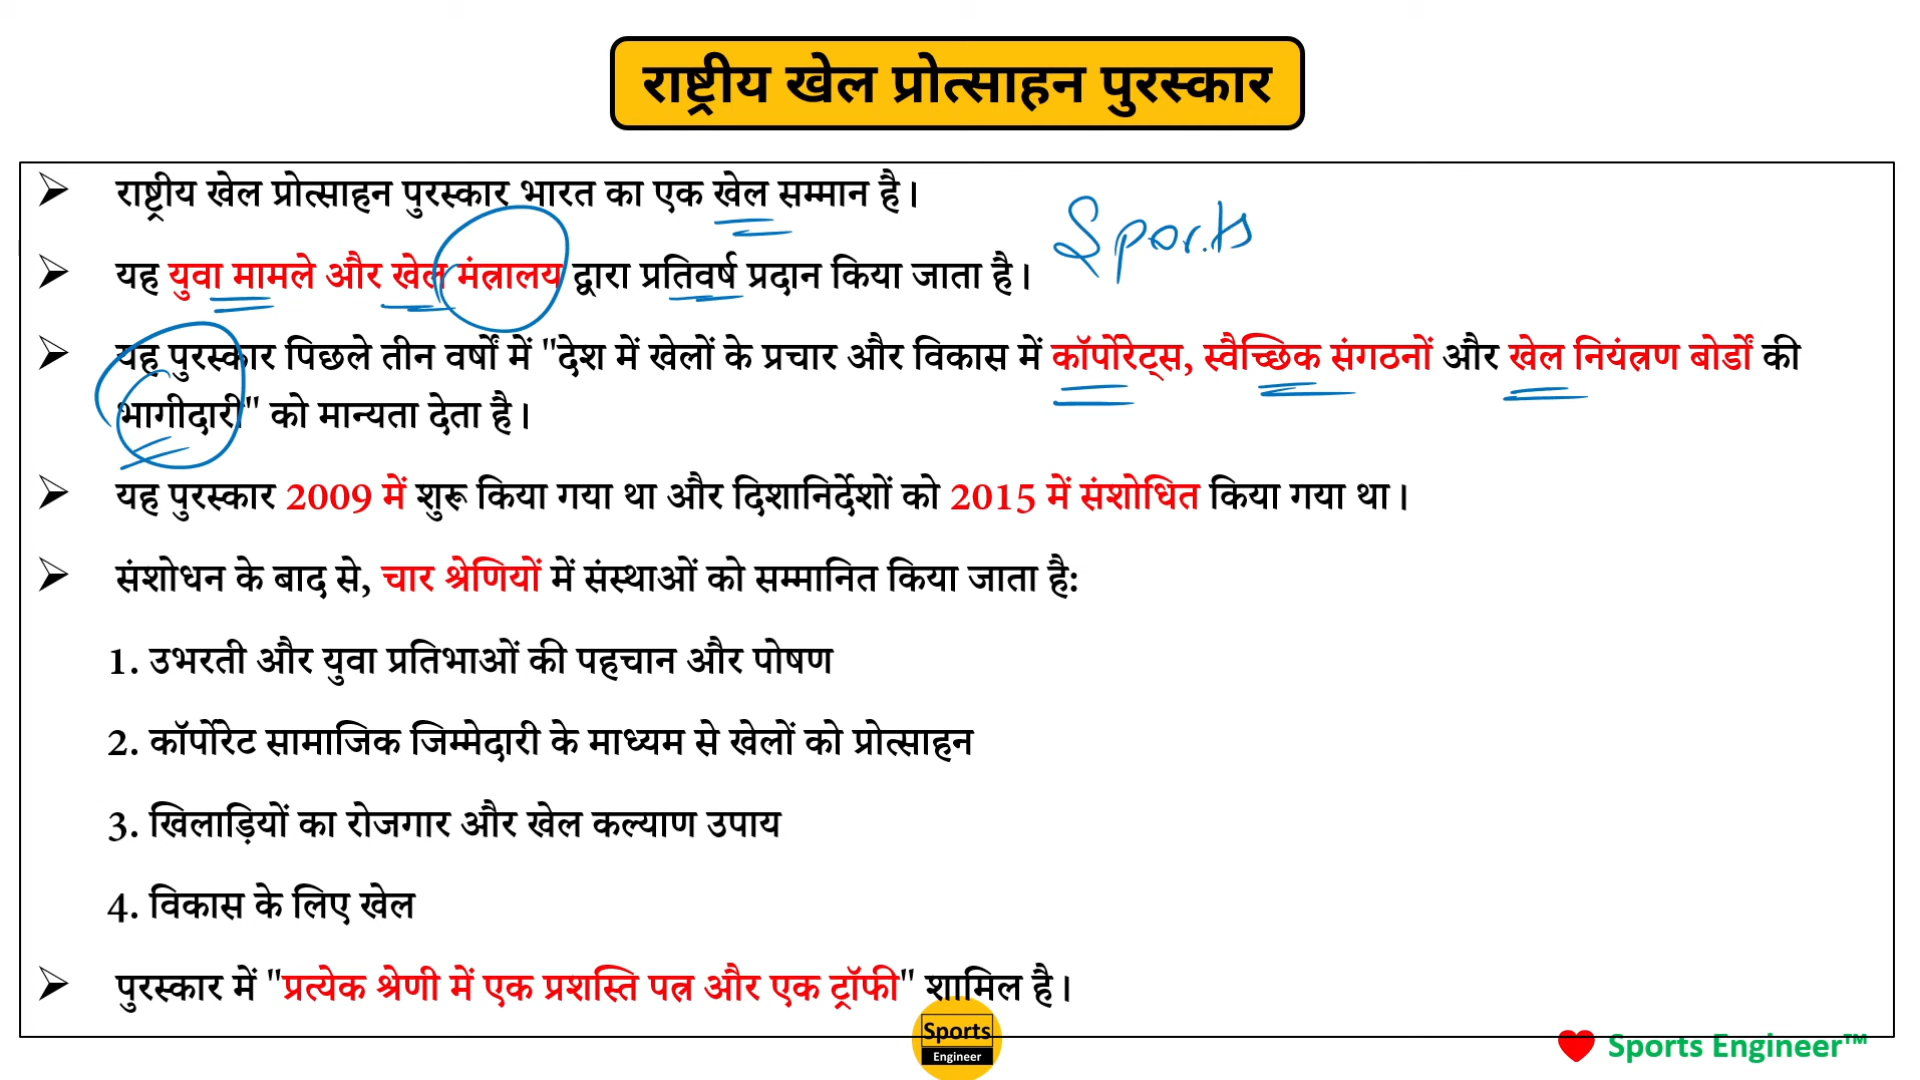 राष्ट्रीय खेल प्रोत्साहन पुरस्कार
➢ राष्ट्रीय खेल प्रोत्साहन पुरस्कार भारत का एक खेल सम्मान है।
Sports
➢ यह युवा मामले और खेल मंत्रालय द्वारा प्रतिवर्ष प्रदान किया जाता है।
➢ यह पुरस्कार पिछले तीन वर्षों में "देश में खेलों के प्रचार और विकास में कॉर्पोरेट्स, स्वैच्छिक संगठनों और खेल नियंत्रण बोर्डों की
भागीदारी" को मान्यता देता है।
➢ यह पुरस्कार 2009 में शुरू किया गया था और दिशानिर्देशों को 2015 में संशोधित किया गया था।
➢ संशोधन के बाद से, चार श्रेणियों में संस्थाओं को सम्मानित किया जाता है:
1. उभरती और युवा प्रतिभाओं की पहचान और पोषण
2. कॉर्पोरेट सामाजिक जिम्मेदारी के माध्यम से खेलों को प्रोत्साहन
3. खिलाड़ियों का रोजगार और खेल कल्याण उपाय
4. विकास के लिए खेल
➢ पुरस्कार में "प्रत्येक श्रेणी में एक प्रशस्ति पत्र और एक ट्रॉफी" शामिल है।
Sports
Engineer
Sports Engineer™